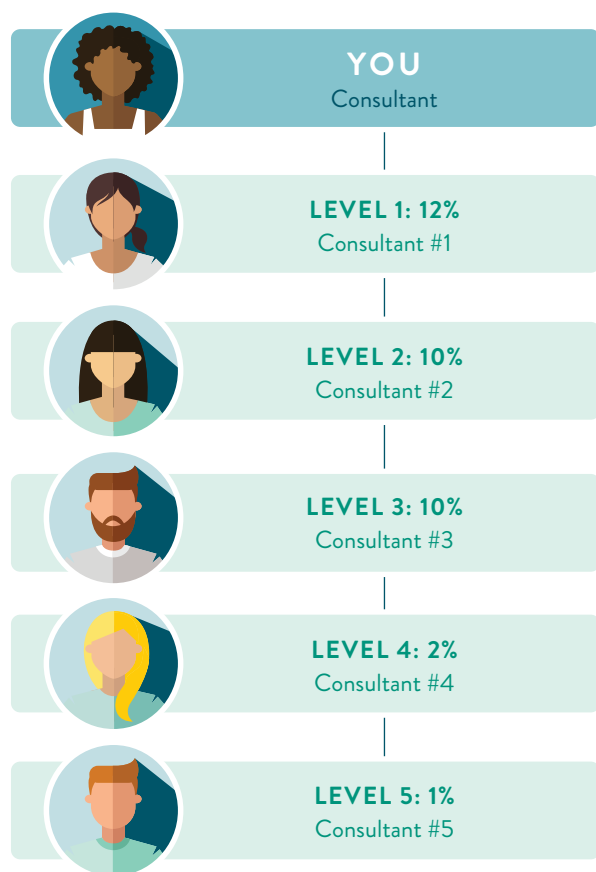 YOU
Consultant
LEVEL 1: 12%
Consultant #1
LEVEL 2: 10%
Consultant #2
LEVEL 3: 10%
Consultant #3
LEVEL 4: 2%
Consultant #4
LEVEL 5: 1%
Consultant #5